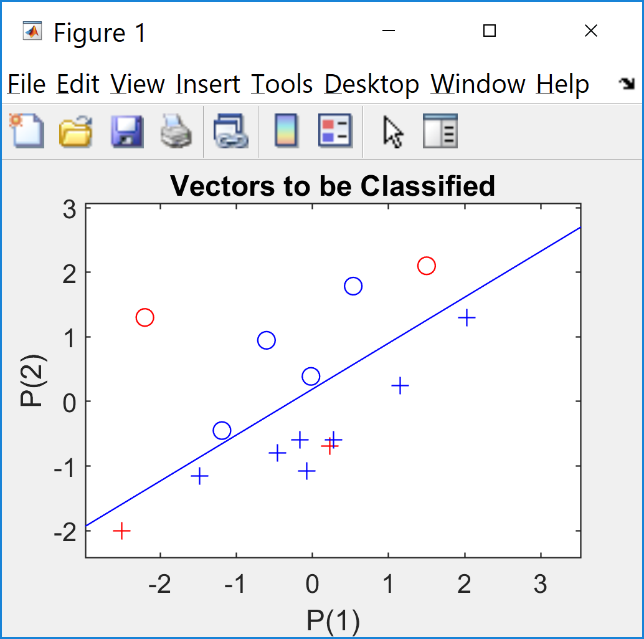 Figure 1
File Edit View Insert Tools Desktop Window Help
Vectors to be Classified
3
2
1
0
-1
-2
P(2)
-2 -1 0 1 2 3
P(1)